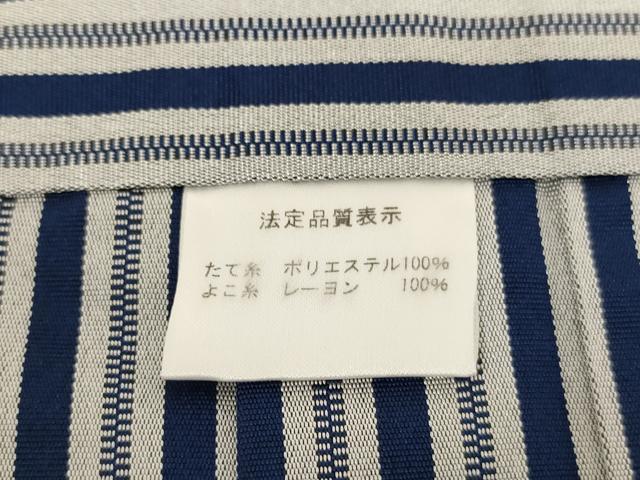 法定品質表示
たて糸 ポリエステル100%
よこ糸 レーヨン 100%